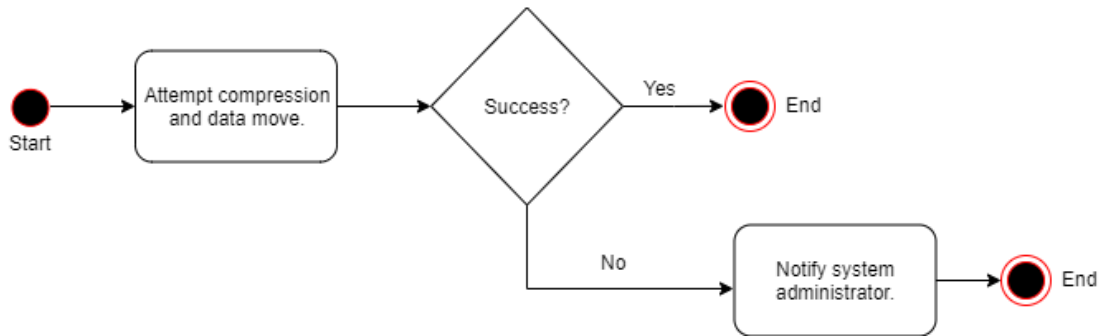 Start
Attempt compression
and data move.
Success?
Yes
End
No
Notify system
administrator.
End